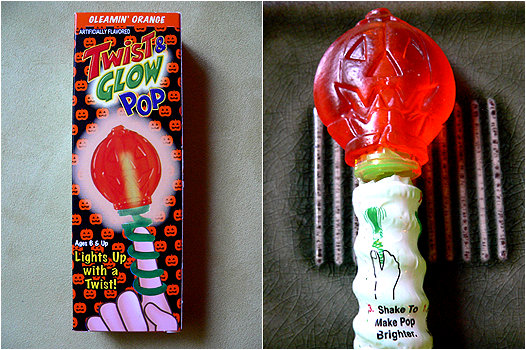 GLEAMIN' ORANGE
ARTIFICIALLY FLAVORED
TWIST &
GLOW
POP
Ages 6 & Up
Lights Up
with a
Twist!
3. Shake To
Make Pop
Brighter.